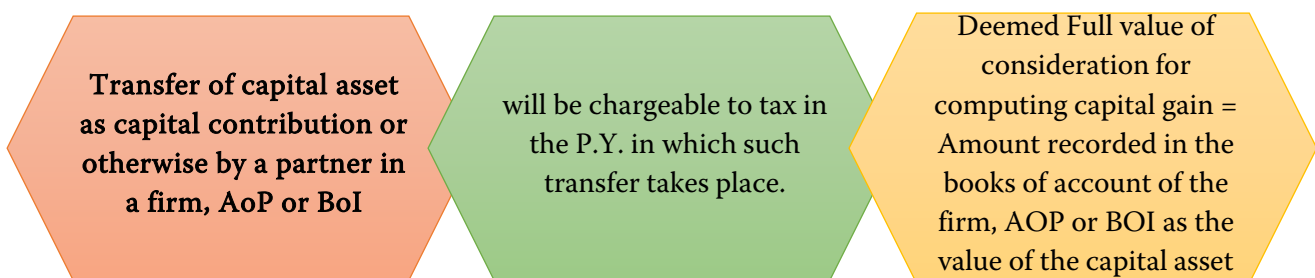 Transfer of capital asset
as capital contribution or
otherwise by a partner in
a firm, AoP or BoI
will be chargeable to tax in
the P.Y. in which such
transfer takes place.
Deemed Full value of
consideration for
computing capital gain =
Amount recorded in the
books of account of the
firm, AOP or BOI as the
value of the capital asset